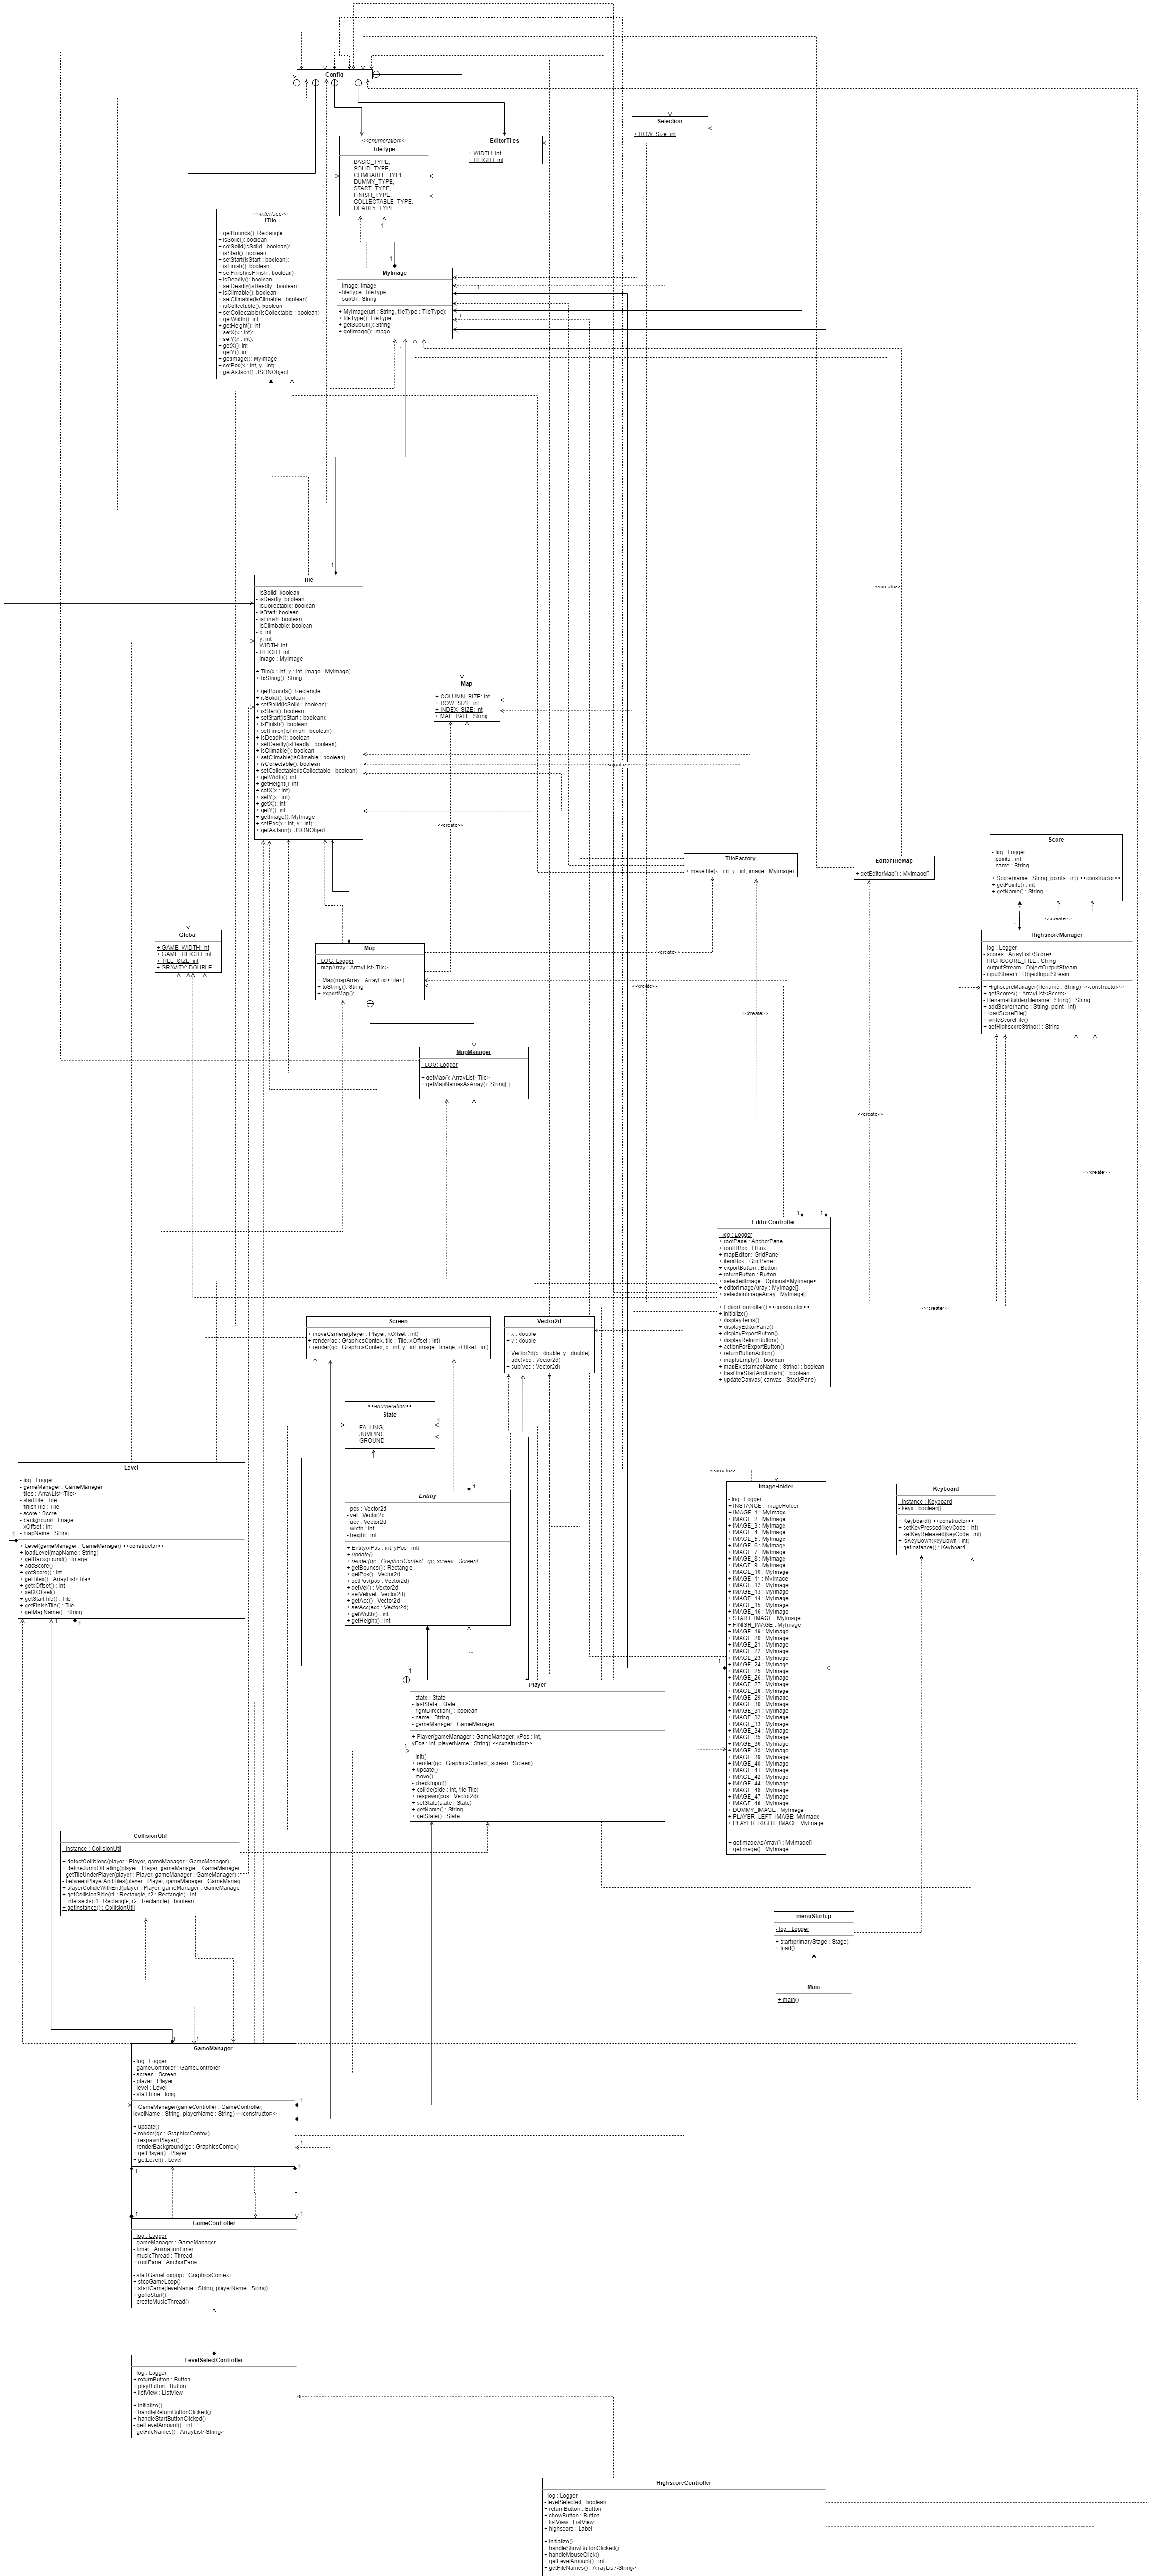 Config
Selection
+ ROW_Size: int
<<enumeration>>
TileType
BASIC_TYPE,
SOLID_TYPE,
CLIMBABLE_TYPE,
DUMMY_TYPE,
START_TYPE,
FINISH_TYPE,
COLLECTABLE_TYPE,
DEADLY_TYPE
EditorTiles
+ WIDTH: int
+ HEIGHT: int
<<interface>>
iTile
+ getBounds(): Rectangle
+ isSolid(): boolean
+ setSolid(isSolid : boolean):
+ isStart(): boolean
+ setStart(isStart : boolean):
+ isFinish(): boolean
+ setFinish(isFinish : boolean)
+ isDeadly(): boolean
+ setDeadly(isDeadly : boolean)
+ isClimable(): boolean
+ setClimable(isClimable : boolean)
+ isCollectable(): boolean
+ setCollectable(isCollectable : boolean)
+ getWidth(): int
+ getHeight(): int
+ setX(x : int):
+ setY(x : int):
+ getX(): int
+ getY(): int
+ getImage(): MyImage
+ setPos(x : int, y : int):
+ getAsJson(): JSONObject
1
1
MyImage
- image: Image
- tileType: TileType
- subUrl: String
+ MyImage(url : String, tileType : TileType):
+ tileType(): TileType
+ getSubUrl(): String
+ getImage(): Image
1
1
*
1
1
Tile
- isSolid: boolean
- isDeadly: boolean
- isCollectable: boolean
- isStart: boolean
- isFinish: boolean
- isClimbable: boolean
- x: int
- y: int
- WIDTH: int
- HEIGHT: int
- image : MyImage
+ Tile(x : int, y : int, image : MyImage)
+ toString(): String
+ getBounds(): Rectangle
+ isSolid(): boolean
+ setSolid(isSolid : boolean):
+ isStart(): boolean
+ setStart(isStart : boolean):
+ isFinish(): boolean
+ setFinish(isFinish : boolean)
+ isDeadly(): boolean
+ setDeadly(isDeadly : boolean)
+ isClimable(): boolean
+ setClimable(isClimable : boolean)
+ isCollectable(): boolean
+ setCollectable(isCollectable : boolean)
+ getWidth(): int
+ getHeight(): int
+ setX(x : int):
+ setY(x : int):
+ getX(): int
+ getY(): int
+ getImage(): MyImage
+ setPos(x : int, y : int):
+ getAsJson(): JSONObject
<<create>>
Map
+ COLUMN_SIZE: int
+ ROW_SIZE: int
+ INDEX_SIZE: int
+ MAP_PATH: String
<<create>>
<<create>>
TileFactory
+ makeTile(x : int, y : int, image : MyImage)
EditorTileMap
+ getEditorMap() : MyImage[]
Score
- log : Logger
- points : int
- name : String
+ Score(name : String, points : int) <<constructor>>
+ getPoints() : int
+ getName() : String
<<create>>
1
HighscoreManager
- log : Logger
- scores : ArrayList<Score>
- HIGHSCORE_FILE : String
- outputStream : ObjectOutputStream
- inputStream : ObjectInputStream
+ HighscoreManager(filename : String) <<constructor>>
+ getScores() : ArrayList<Score>
- filenameBuilder(filename : String) : String
+ addScore(name : String, point : int)
+ loadScoreFile()
+ writeScoreFile()
+ getHighscoreString() : String
Global
+ GAME_WIDTH: int
+ GAME_HEIGHT: int
+ TILE_SIZE: int
+ GRAVITY: DOUBLE
Map
- LOG: Logger
- mapArray : ArrayList<Tile>
+ Map(mapArray : ArrayList<Tile>):
+ toString(): String
+ exportMap():
<<create>>
<<create>>
<<create>>
MapManager
- LOG: Logger
+ getMap(): ArrayList<Tile>
+ getMapNamesAsArray(): String[ ]
<<create>>
<<create>>
1
1
EditorController
- log : Logger
+ rootPane : AnchorPane
+ rootHBox : HBox
+ mapEditor : GridPane
+ itemBox : GridPane
+ exportButton : Button
+ returnButton : Button
+ selectedImage : Optional<MyImage>
+ editorImageArray : MyImage[]
+ selectionImageArray : MyImage[]
+ EditorController() <<constructor>>
+ initialize()
+ displayItems()
+ displayEditorPane()
+ displayExportButton()
+ displayReturnButton()
+ actionForExportButton()
+ returnButtonAction()
+ mapIsEmpty() : boolean
+ mapExists(mapName : String) : boolean
+ hasOneStartAndFinish() : boolean
+ updateCanvas( canvas : StackPane)
<<create>>
Screen
+ moveCamera(player : Player, xOffset : int)
+ render(gc : GraphicsContex, tile : Tile, xOffset : int)
+ render(gc : GraphicsContex, x : int, y : int, image : Image, xOffset : int)
Vector2d
+ x : double
+ y : double
+ Vector2d(x : double, y : double)
+ add(vec : Vector2d)
+ sub(vec : Vector2d)
<<enumeration>>
State
FALLING,
JUMPING
GROUND
1
Level
- log : Logger
- gameManager : GameManager
- tiles : ArrayList<Tile>
- startTile : Tile
- finishTile : Tile
- score : Score
- background : Image
- xOffset : int
- mapName : String
+ Level(gameManager : GameManager) <<constructor>>
+ loadLevel(mapName : String)
+ getBackground() : Image
+ addScore()
+ getScore() : int
+ getTiles() : ArrayList<Tile>
+ getxOffset() : int
+ setXOffset()
+ getStartTile() : Tile
+ getFinishTile() : Tile
+ getMapName() : String
1
1
1
1
Entitiy
- pos : Vector2d
- vel : Vector2d
- acc : Vector2d
- width : int
- height : int
+ Entity(xPos : int, yPos : int)
+ update()
+ render(gc : GraphicsContext gc, screen : Screen)
+ getBounds() : Rectangle
+ getPos() : Vector2d
+ setPos(pos : Vector2d)
+ getVel() : Vector2d
+ setVel(vel : Vector2d)
+ getAcc() : Vector2d
+ setAcc(acc : Vector2d)
+ getWidth() : int
+ getHeight() : int
<<create>>
ImageHolder
- log : Logger
+ INSTANCE : ImageHolder
+ IMAGE_1 : MyImage
+ IMAGE_2 : MyImage
+ IMAGE_3 : MyImage
+ IMAGE_4 : MyImage
+ IMAGE_5 : MyImage
+ IMAGE_6 : MyImage
+ IMAGE_7 : MyImage
+ IMAGE_8 : MyImage
+ IMAGE_9 : MyImage
+ IMAGE_10 : MyImage
+ IMAGE_11 : MyImage
+ IMAGE_12 : MyImage
+ IMAGE_13 : MyImage
+ IMAGE_14 : MyImage
+ IMAGE_15 : MyImage
+ IMAGE_16 : MyImage
+ START_IMAGE : MyImage
+ FINISH_IMAGE : MyImage
+ IMAGE_19 : MyImage
+ IMAGE_20 : MyImage
+ IMAGE_21 : MyImage
+ IMAGE_22 : MyImage
+ IMAGE_23 : MyImage
+ IMAGE_24 : MyImage
+ IMAGE_25 : MyImage
+ IMAGE_26 : MyImage
+ IMAGE_27 : MyImage
+ IMAGE_28 : MyImage
+ IMAGE_29 : MyImage
+ IMAGE_30 : MyImage
+ IMAGE_31 : MyImage
+ IMAGE_32 : MyImage
+ IMAGE_33 : MyImage
+ IMAGE_34 : MyImage
+ IMAGE_35 : MyImage
+ IMAGE_36 : MyImage
+ IMAGE_38 : MyImage
+ IMAGE_39 : MyImage
+ IMAGE_40 : MyImage
+ IMAGE_41 : MyImage
+ IMAGE_42 : MyImage
+ IMAGE_44 : MyImage
+ IMAGE_46 : MyImage
+ IMAGE_47 : MyImage
+ IMAGE_48 : MyImage
+ DUMMY_IMAGE : MyImage
+ PLAYER_LEFT_IMAGE: MyImage
+ PLAYER_RIGHT_IMAGE: MyImage
+ getImageAsArray() : MyImage[]
+ getImage() : MyImage
1
Keyboard
- instance : Keyboard
- keys : boolean[]
+ Keyboard() <<constructor>>
+ setKeyPressed(keyCode : int)
+ setKeyReleased(keyCode : int)
+ isKeyDown(keyDown : int)
+ getInstance() : Keyboard
1
Player
- state : State
- lastState : State
- rightDirection() : boolean
- name : String
- gameManager : GameManager
+ Player(gameManager : GameManager, xPos : int,
yPos : int, playerName : String) <<constructor>>
- init()
+ render(gc : GraphicsContext, screen : Screen)
+ update()
- move()
- checkInput()
+ collide(side : int, tile Tile)
+ respawn(pos : Vector2d)
+ setState(state : State)
+ getName() : String
+ getState() : State
1
CollisionUtil
- instance : CollisionUtil
+ detectCollisions(player : Player, gameManager : GameManager)
+ defineJumpOrFalling(player : Player, gameManager : GameManager
- getTileUnderPlayer(player : Player, gameManager : GameManager)
- betweenPlayerAndTiles(player : Player, gameManager : GameManag
+ playerCollideWithEnd(player : Player, gameManager : GameManage
+ getCollisionSide(r1 : Rectangle, r2 : Rectangle) : int
+ intersects(r1 : Rectangle, r2 : Rectangle) : boolean
+ getInstance() : CollisionUtil
menuStartup
- log : Logger
+ start(primaryStage : Stage)
+ load()
Main
+ main()
1
1
GameManager
- log : Logger
- gameController : GameController
- screen : Screen
- player : Player
- level : Level
- startTime : long
+ GameManager(gameController : GameController,
levelName : String, playerName : String) <<constructor>>
+ update()
+ render(gc : GraphicsContex)
+ respawnPlayer()
- renderBackground(gc : GraphicsContex)
+ getPlayer() : Player
+ getLevel() : Level
1
1
1
1
1
1
1
GameController
- log : Logger
- gameManager : GameManager
- timer : AnimationTimer
- musicThread : Thread
+ rootPane : AnchorPane
- startGameLoop(gc : GraphicsContex)
+ stopGameLoop()
+ startGame(levelName : String, playerName : String)
+ goToStart()
- createMusicThread()
LevelSelectController
- log : Logger
+ returnButton : Button
+ playButton : Button
+ listView : ListView
+ initialize()
+ handleReturnButtonClicked()
+ handleStartButtonClicked()
- getLevelAmount() : int
- getFileNames() : ArrayList<String>
HighscoreController
- log : Logger
- levelSelected : boolean
+ returnButton : Button
+ showButton : Button
+ listView : ListView
+ highscore : Label
+ initialize()
+ handleShowButtonClicked()
+ handleMouseClick()
+ getLevelAmount() : int
+ getFileNames() : ArrayList<String>